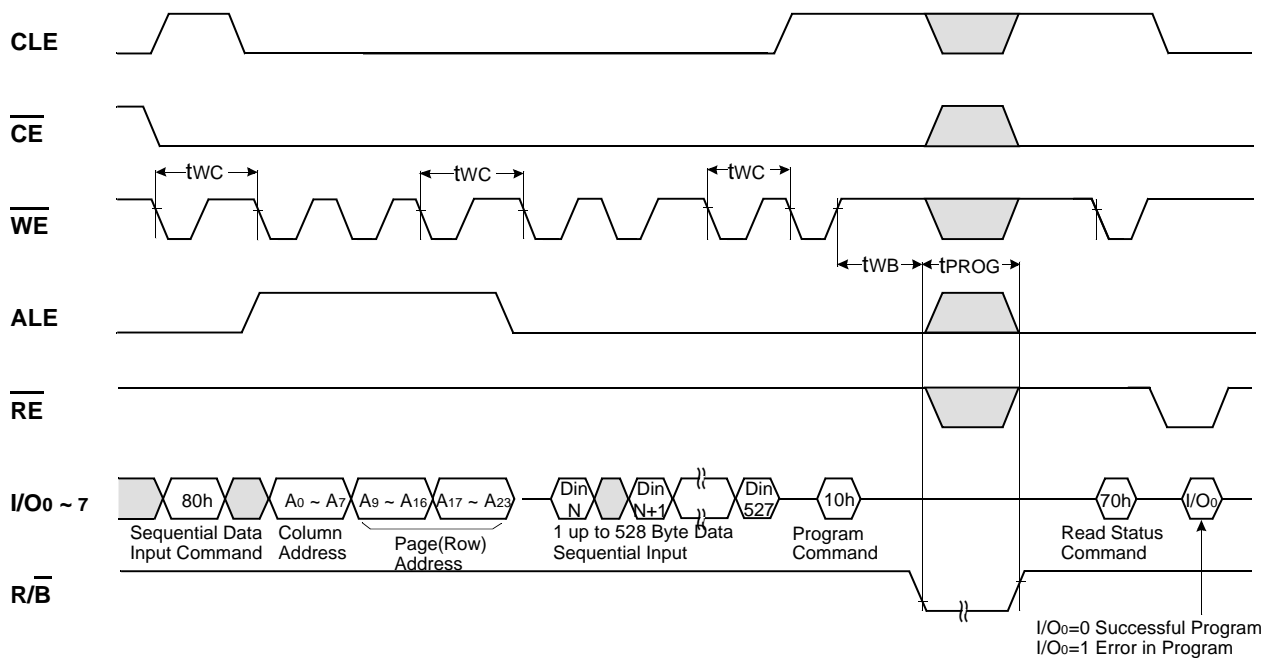 CLE
CE
tWC
tWC
tWC
WE
tWB
tPROG
ALE
RE
I/O0 ~ 7
80h
A0 ~ A7
A9 ~ A16
A17 ~ A23
Din N
Din N+1
Din 527
10h
70h
I/O0
Sequential Data Input Command
Column Address
Page(Row) Address
1 up to 528 Byte Data Sequential Input
Program Command
Read Status Command
R/B
I/O0=0 Successful Program
I/O0=1 Error in Program